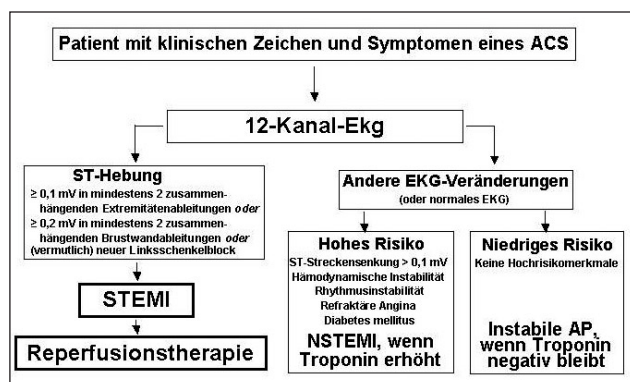 Patient mit klinischen Zeichen und Symptomen eines ACS
12-Kanal-Ekg
ST-Hebung
≥ 0,1 mV in mindestens 2 zusammen-
hängenden Extremitätenableitungen oder
≥ 0,2 mV in mindestens 2 zusammen-
hängenden Brustwandableitungen oder
(vermutlich) neuer Linksschenkelblock
STEMI
Reperfusionstherapie
Andere EKG-Veränderungen
(oder normales EKG)
Hohes Risiko
ST-Streckensenkung > 0,1 mV
Hämodynamische Instabilität
Rhythmusinstabilität
Refraktäre Angina
Diabetes mellitus
NSTEMI, wenn
Troponin erhöht
Niedriges Risiko
Keine Hochrisikomerkmale
Instabile AP,
wenn Troponin
negativ bleibt